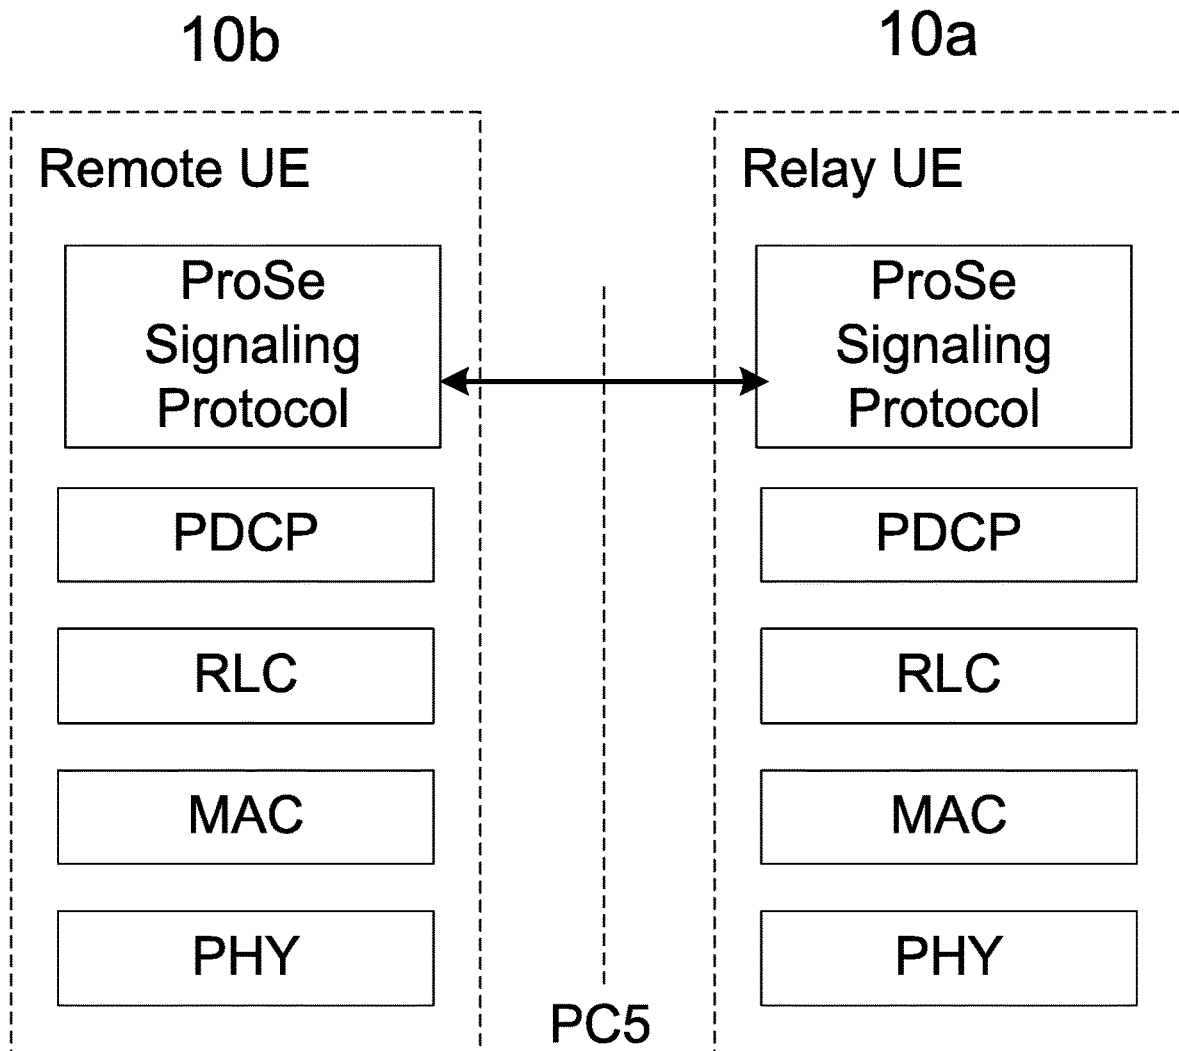 10b
10a
Remote UE
Relay UE
ProSe
Signaling
Protocol
ProSe
Signaling
Protocol
PDCP
PDCP
RLC
RLC
MAC
MAC
PHY
PHY
PC5